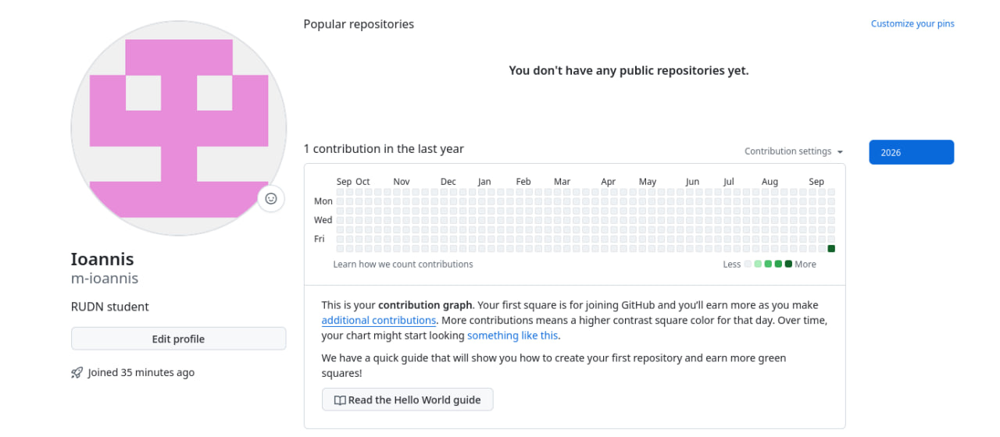 Popular repositories
Customize your pins
You don't have any public repositories yet.
1 contribution in the last year
Contribution settings
2026
Sep Oct Nov Dec Jan Feb Mar Apr May Jun Jul Aug Sep
Mon
Wed
Fri
Learn how we count contributions
Less More
Ioannis
m-ioannis
RUDN student
Edit profile
Joined 35 minutes ago
This is your contribution graph. Your first square is for joining GitHub and you'll earn more as you make
additional contributions. More contributions means a higher contrast square color for that day. Over time,
your chart might start looking something like this.
We have a quick guide that will show you how to create your first repository and earn more green
squares!
Read the Hello World guide